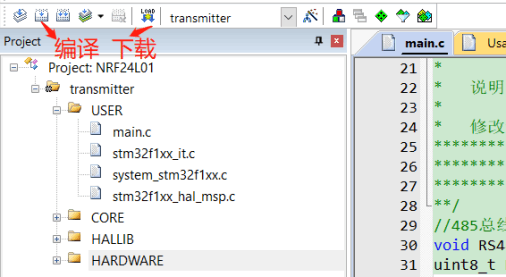 LOAD
transmitter
编译 下载
Project
Project: NRF24L01
transmitter
USER
main.c
stm32f1xx_it.c
system_stm32f1xx.c
stm32f1xx_hal_msp.c
CORE
HALLIB
HARDWARE
main.c
Usa
21 *
22 * 说明
23 *
24 * 修改
25 *********
26 *********
27 *********
28 **/
29 //485总线
30 void RS4
31 uint8_t